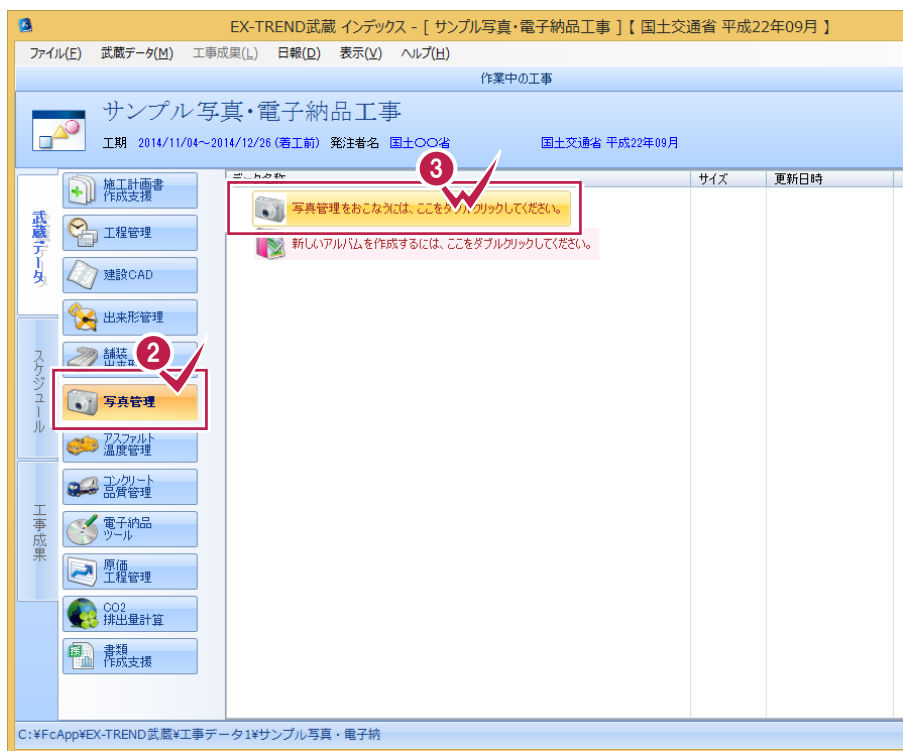 EX-TREND武蔵 インデックス - [ サンプル写真・電子納品工事 ] 【 国土交通省 平成22年09月 】
ファイル(F) 武蔵データ(M) 工事成果(L) 日報(D) 表示(V) ヘルプ(H)
作業中の工事
サンプル写真・電子納品工事
工期 2014/11/04～2014/12/26 (着工前) 発注者名 国土〇〇省 国土交通省 平成22年09月
武蔵データ
スケジュール
工事成果
施工計画書
作成支援
工程管理
建設CAD
出来形管理
舗装
2
写真管理
アスファルト
温度管理
コンクリート
品質管理
電子納品
ツール
原価
工程管理
CO2
排出量計算
書類
作成支援
データ名称 サイズ 更新日時
3
写真管理をおこなうには、ここをダブルクリックしてください。
新しいアルバムを作成するには、ここをダブルクリックしてください。
C:¥FcApp¥EX-TREND武蔵¥工事データ1¥サンプル写真・電子納